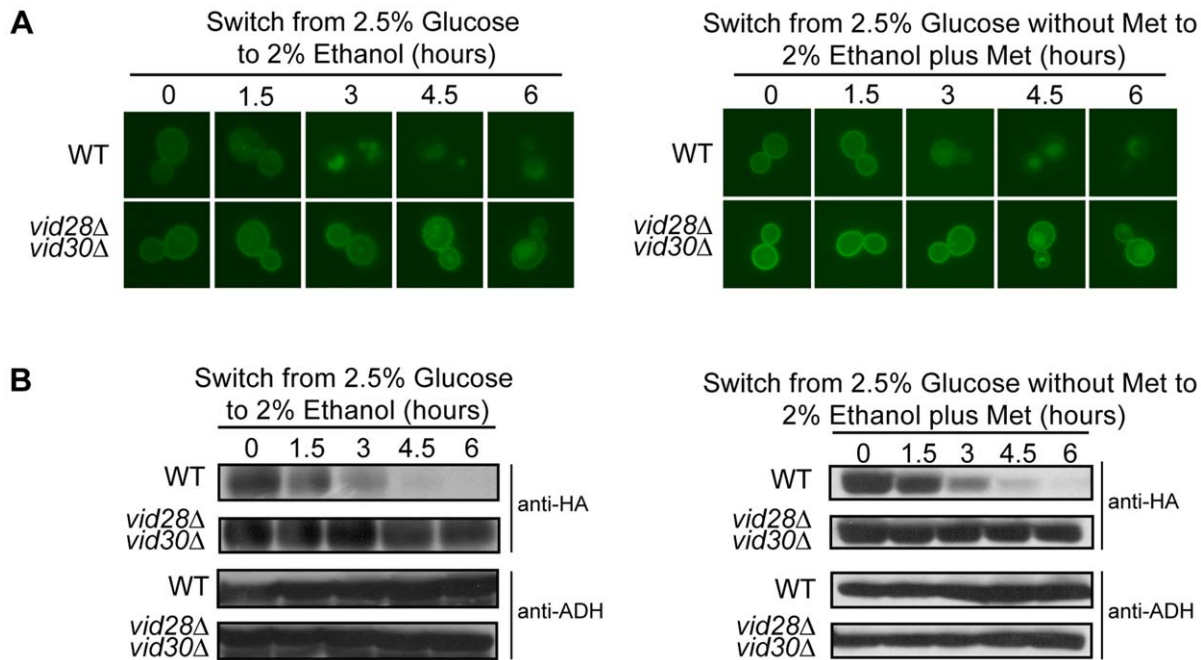 A
Switch from 2.5% Glucose
to 2% Ethanol (hours)
0 1.5 3 4.5 6
WT
vid28Δ
vid30Δ
Switch from 2.5% Glucose without Met to
2% Ethanol plus Met (hours)
0 1.5 3 4.5 6
WT
vid28Δ
vid30Δ
B
Switch from 2.5% Glucose
to 2% Ethanol (hours)
0 1.5 3 4.5 6
WT
vid28Δ
vid30Δ
anti-HA
WT
vid28Δ
vid30Δ
anti-ADH
Switch from 2.5% Glucose without Met to
2% Ethanol plus Met (hours)
0 1.5 3 4.5 6
WT
vid28Δ
vid30Δ
anti-HA
WT
vid28Δ
vid30Δ
anti-ADH